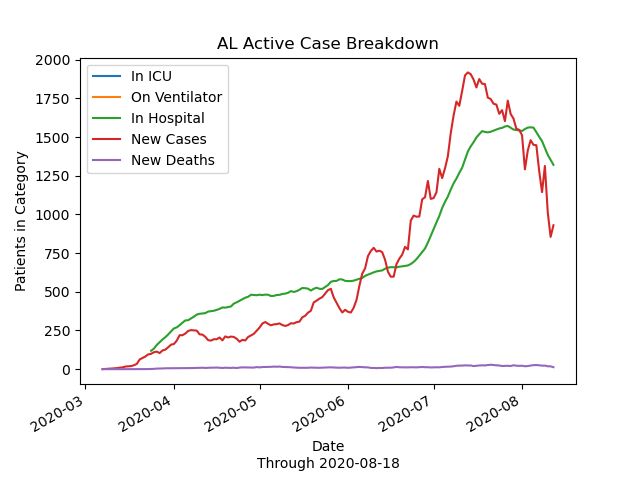 AL Active Case Breakdown
2000
1750
1500
1250
1000
750
500
250
0
Patients in Category
In ICU
On Ventilator
In Hospital
New Cases
New Deaths
2020-03
2020-04
2020-05
2020-06
2020-07
2020-08
Date
Through 2020-08-18